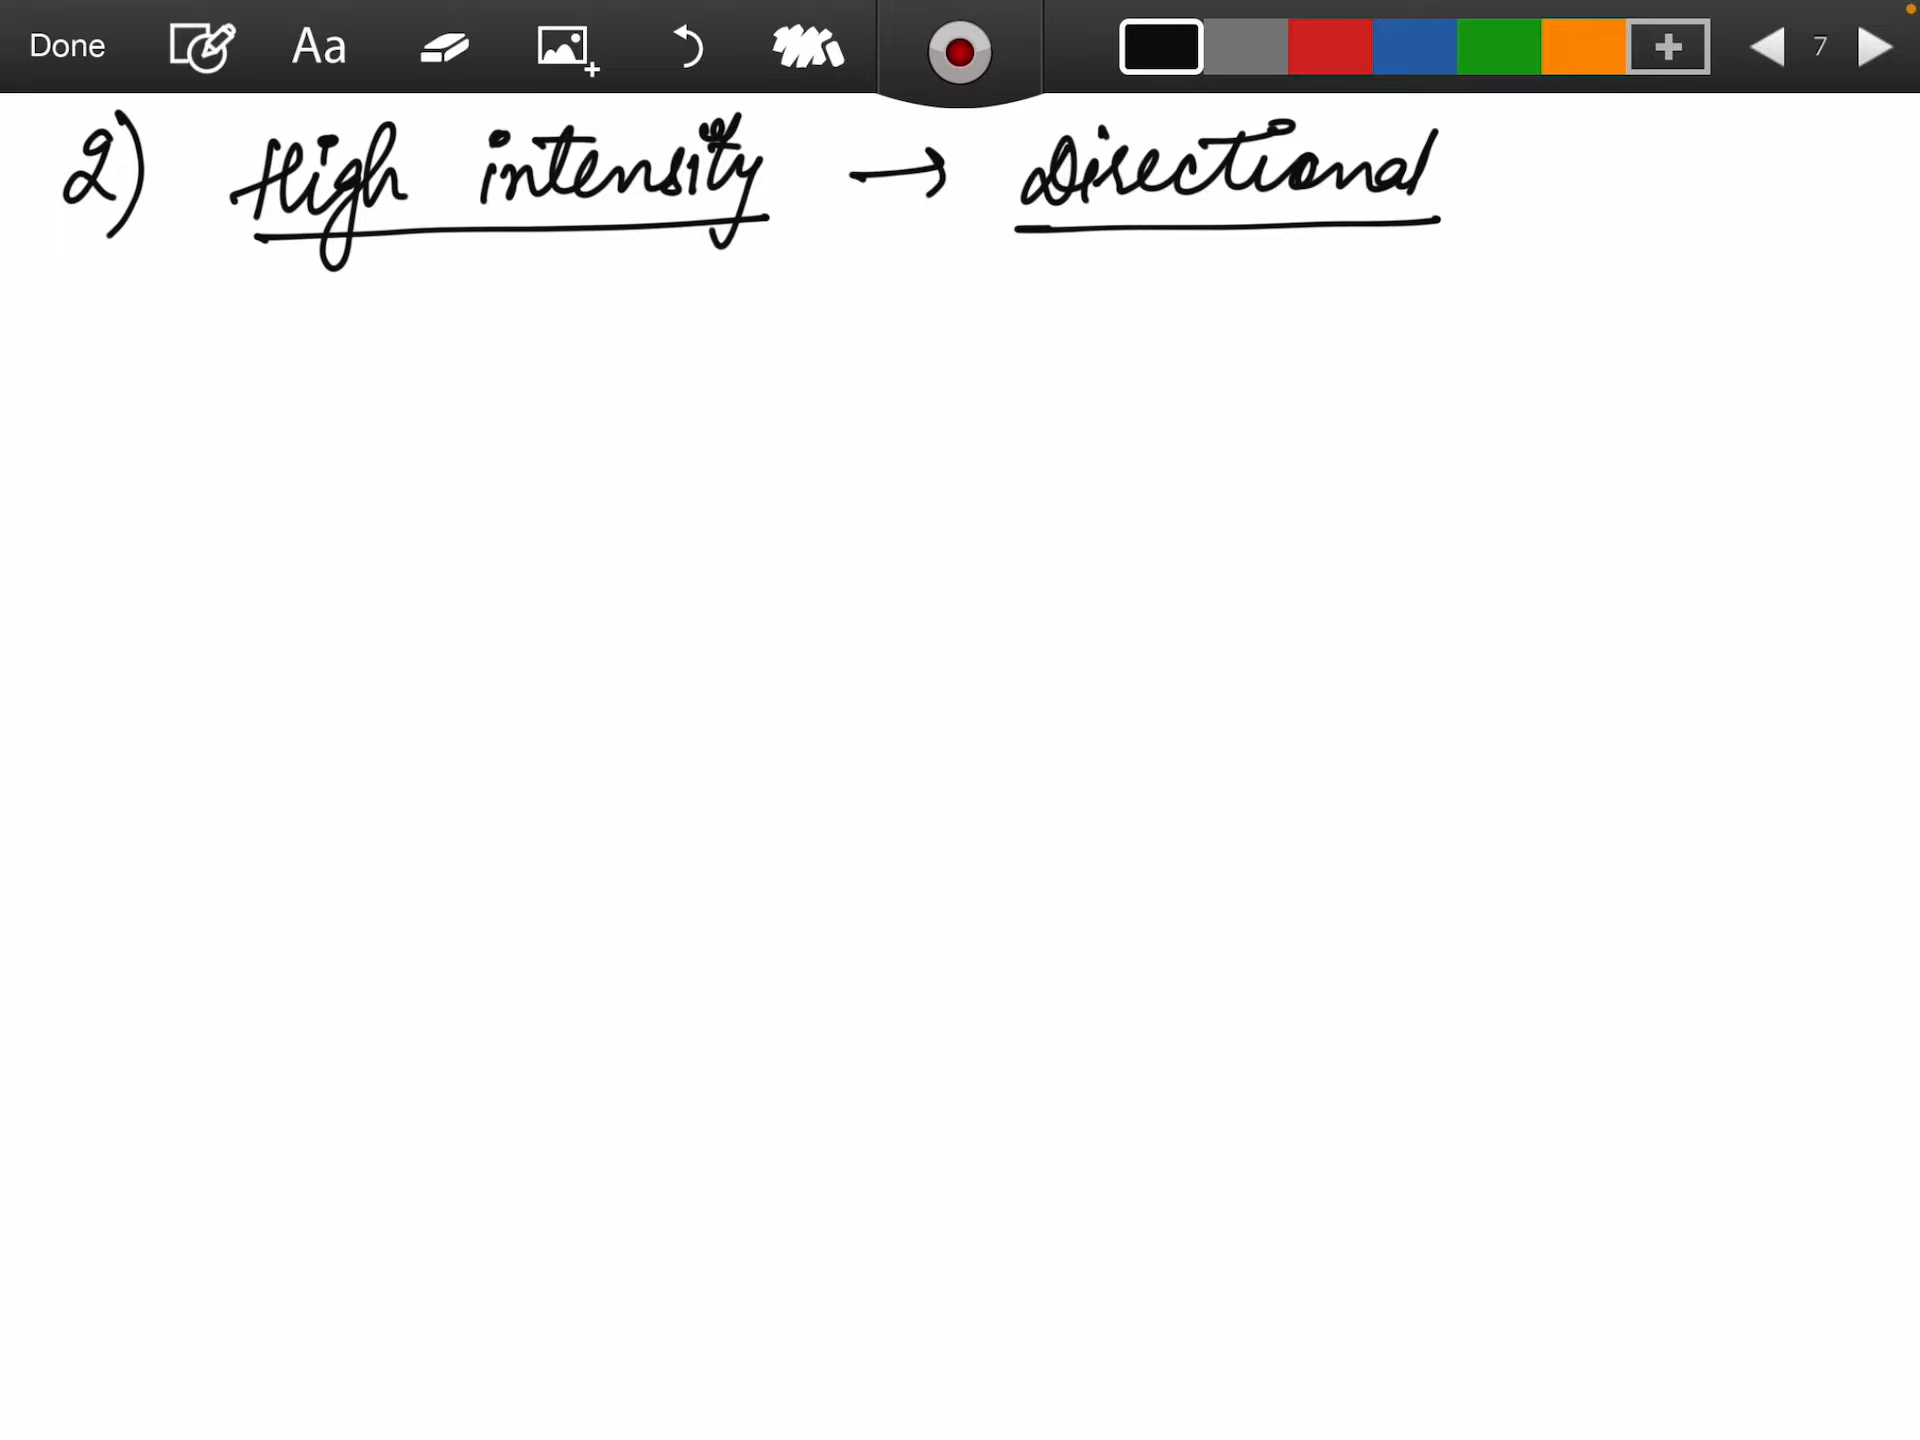 Done Aa 7
2) High intensity → Directional